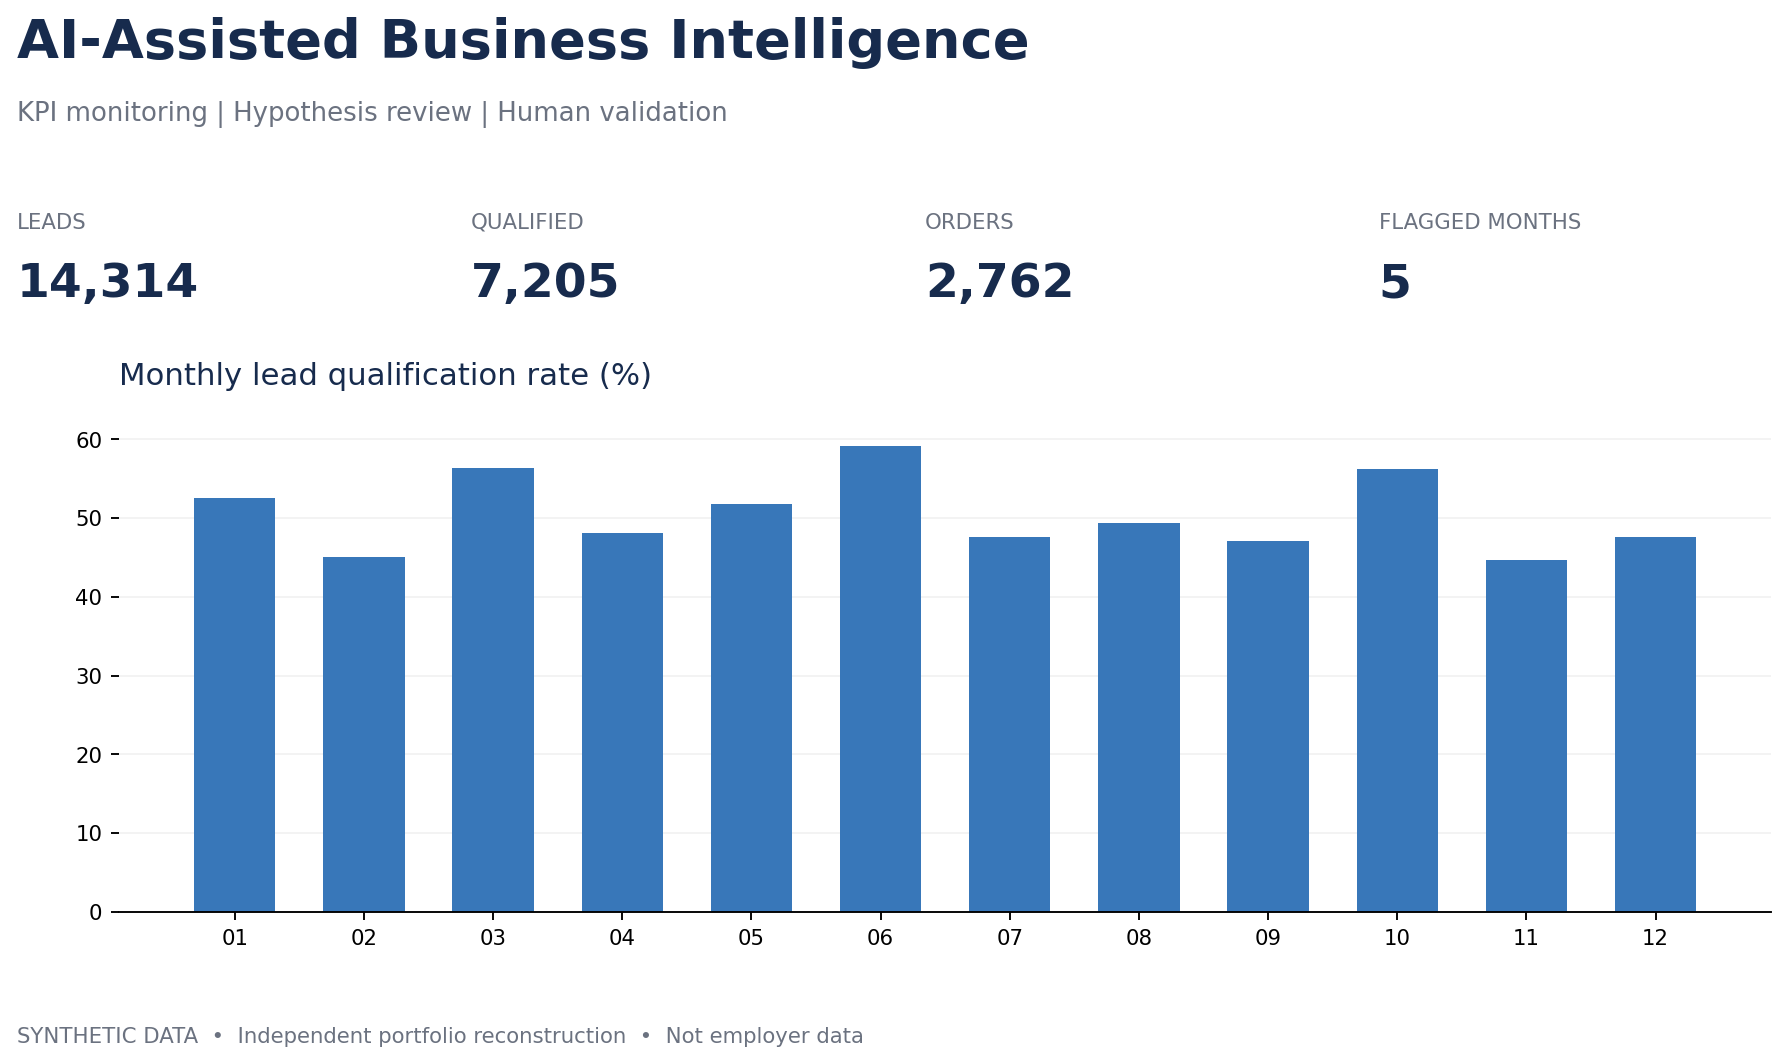 AI-Assisted Business Intelligence
KPI monitoring | Hypothesis review | Human validation
LEADS QUALIFIED ORDERS FLAGGED MONTHS
14,314 7,205 2,762 5
Monthly lead qualification rate (%)
60
50
40
30
20
10
0
01 02 03 04 05 06 07 08 09 10 11 12
SYNTHETIC DATA • Independent portfolio reconstruction • Not employer data